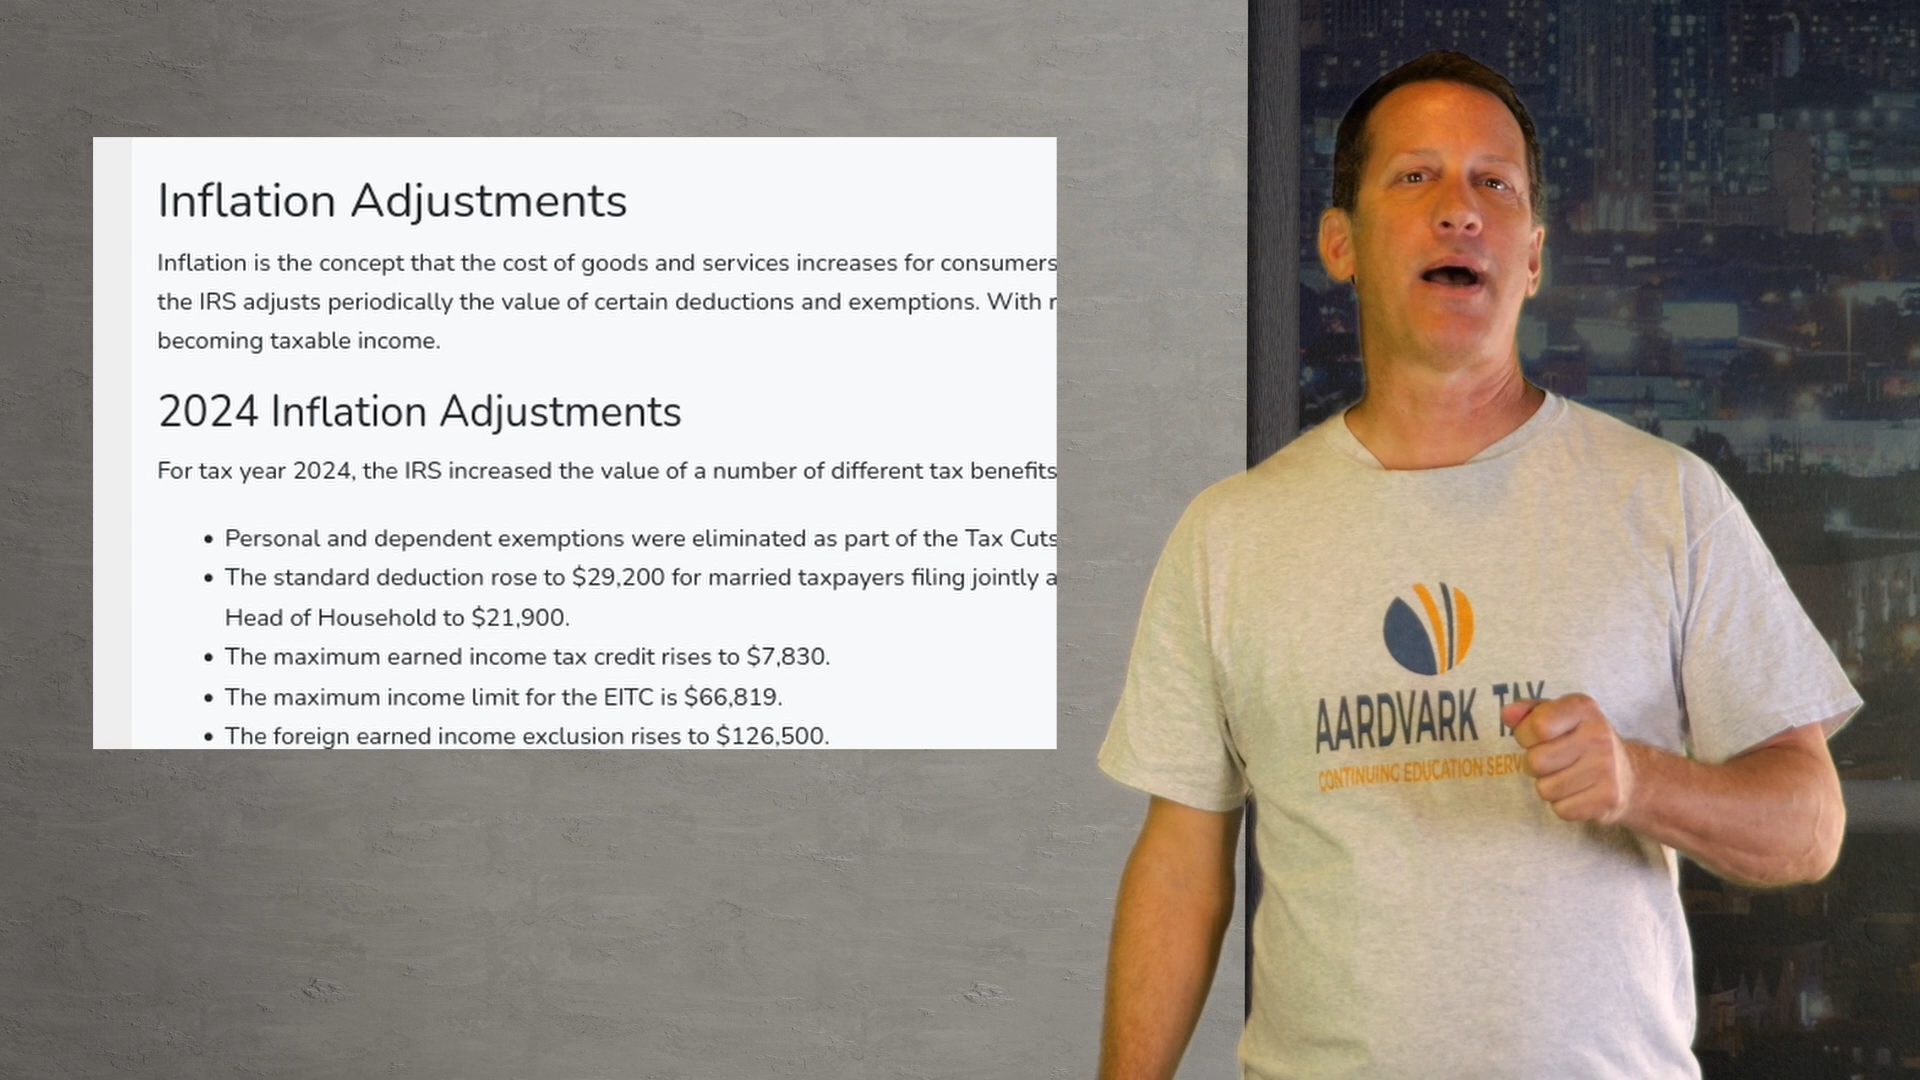 Inflation Adjustments
Inflation is the concept that the cost of goods and services increases for consumers
the IRS adjusts periodically the value of certain deductions and exemptions. With
becoming taxable income.
2024 Inflation Adjustments
For tax year 2024, the IRS increased the value of a number of different tax benefits
Personal and dependent exemptions were eliminated as part of the Tax Cuts
The standard deduction rose to $29,200 for married taxpayers filing jointly
Head of Household to $21,900.
The maximum earned income tax credit rises to $7,830.
The maximum income limit for the EITC is $66,819.
The foreign earned income exclusion rises to $126,500.
AARDVARK TAX
CONTINUING EDUCATION